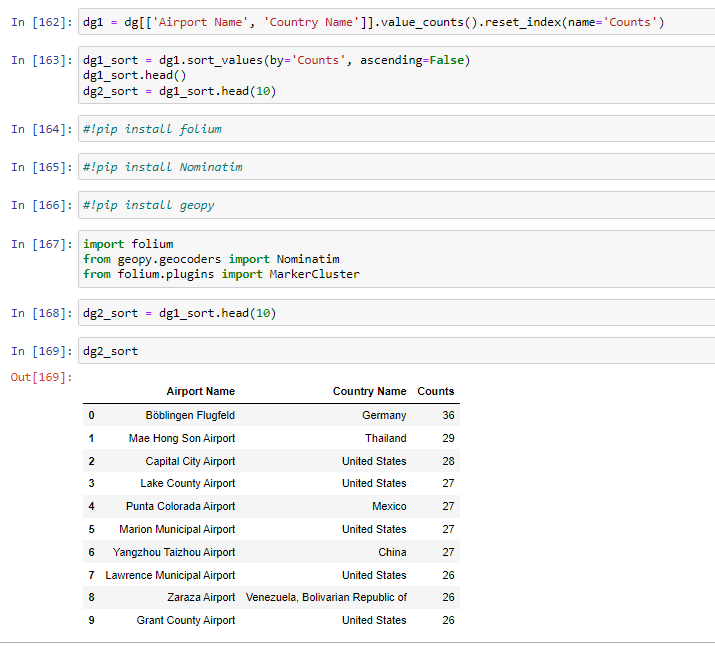 In [162]: dg1 = dg[['Airport Name', 'Country Name']].value_counts().reset_index(name='Counts')
In [163]: dg1_sort = dg1.sort_values(by='Counts', ascending=False)
dg1_sort.head()
dg2_sort = dg1_sort.head(10)
In [164]: #!pip install folium
In [165]: #!pip install Nominatim
In [166]: #!pip install geopy
In [167]: import folium
from geopy.geocoders import Nominatim
from folium.plugins import MarkerCluster
In [168]: dg2_sort = dg1_sort.head(10)
In [169]: dg2_sort
Out[169]:
Airport Name Country Name Counts
0 Böblingen Flugfeld Germany 36
1 Mae Hong Son Airport Thailand 29
2 Capital City Airport United States 28
3 Lake County Airport United States 27
4 Punta Colorada Airport Mexico 27
5 Marion Municipal Airport United States 27
6 Yangzhou Taizhou Airport China 27
7 Lawrence Municipal Airport United States 26
8 Zaraza Airport Venezuela, Bolivarian Republic of 26
9 Grant County Airport United States 26